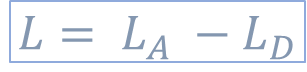 L = L_A − L_D